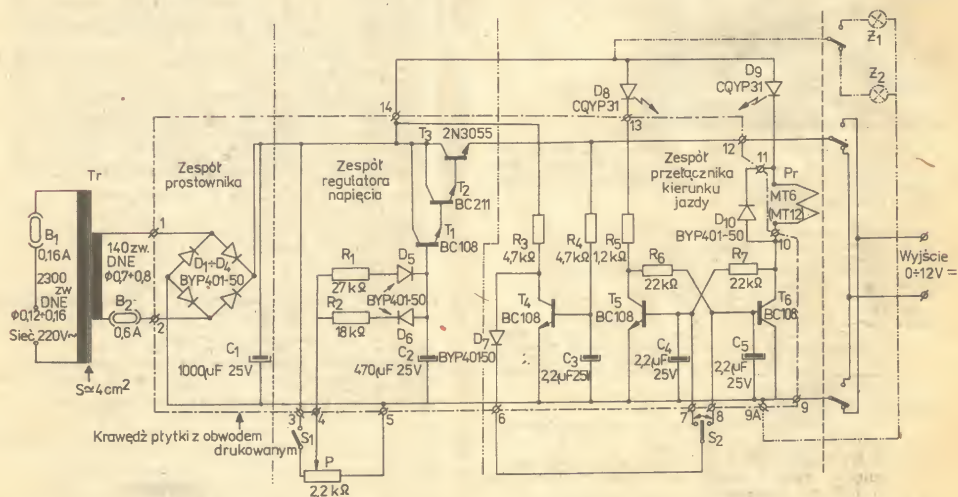 Tr
B1
0,16A
2300
zw
DNE
Φ0,12÷0,16
Sieć 220V~
S≃4cm²
140 zw.
DNE
Φ0,7÷0,8
B2
0,6A
1
2
Zespół
prostownika
D1÷D4
BYP401-50
C1
1000µF 25V
Krawędź płytki z obwodem
drukowanym
3
4
5
S1
P
2,2 kΩ
Zespół
regulatora
napięcia
14
T3
2N3055
T2
BC211
T1
BC108
R1
27kΩ
D5
BYP401-50
R2
18kΩ
D6
C2
470µF 25V
D7
BYP40150
6
R3
4,7kΩ
R4
4,7kΩ
R5
1,2kΩ
T4
BC108
C3
2,2µF25V
T5
BC108
R6
22kΩ
R7
22kΩ
C4
2,2µF
25V
C5
2,2µF
25V
T6
BC108
7
8
9A
9
S2
D8
CQYP31
D9
CQYP31
13
12
11
Zespół
przełącznika
kierunku
jazdy
D10
BYP401-50
10
Pr
MT6
(MT12)
Ż1
Ż2
Wyjście
0÷12V =